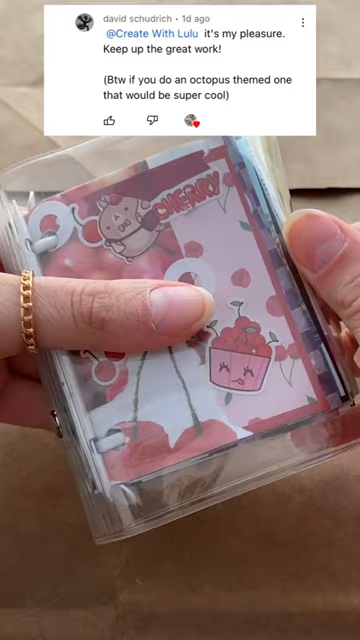 david schudrich • 1d ago
@Create With Lulu it's my pleasure.
Keep up the great work!
(Btw if you do an octopus themed one
that would be super cool)
CHERRY